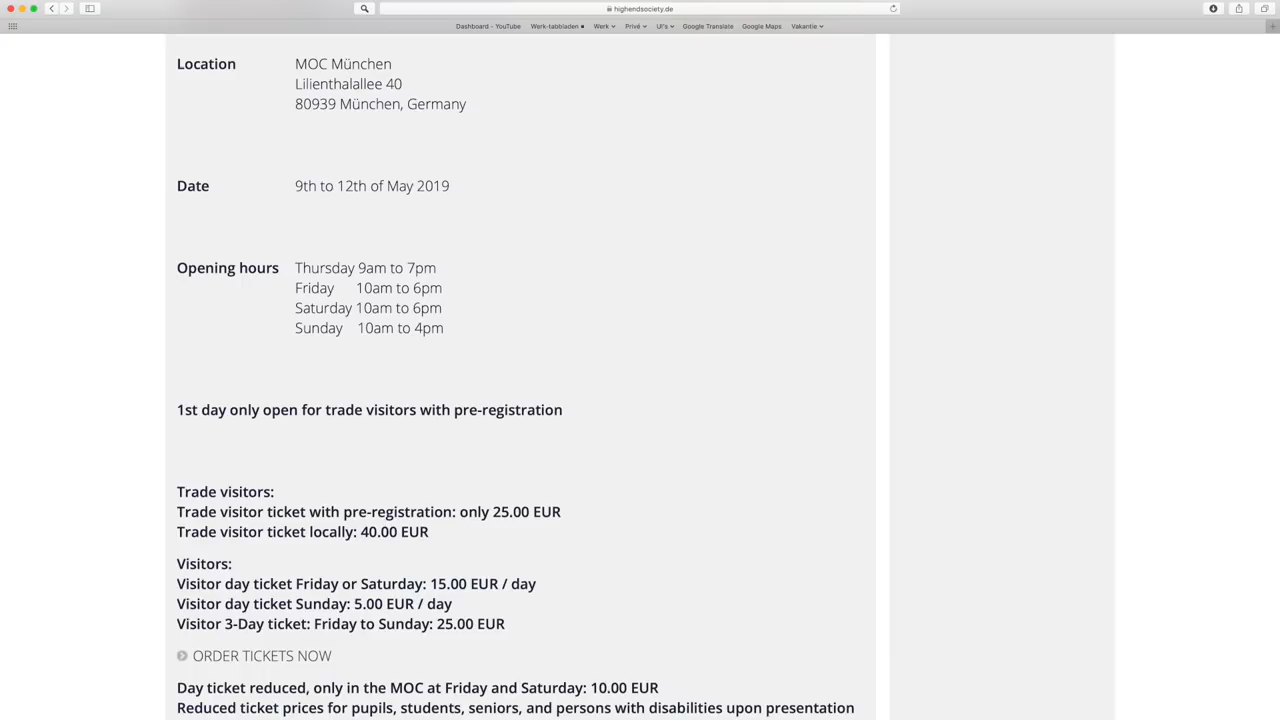 highendsociety.de
Dashboard - YouTube Werk-tabbladen Werk Privé UI's Google Translate Google Maps Vakantie
Location MOC München
Lilienthalallee 40
80939 München, Germany
Date 9th to 12th of May 2019
Opening hours Thursday 9am to 7pm
Friday 10am to 6pm
Saturday 10am to 6pm
Sunday 10am to 4pm
1st day only open for trade visitors with pre-registration
Trade visitors:
Trade visitor ticket with pre-registration: only 25.00 EUR
Trade visitor ticket locally: 40.00 EUR
Visitors:
Visitor day ticket Friday or Saturday: 15.00 EUR / day
Visitor day ticket Sunday: 5.00 EUR / day
Visitor 3-Day ticket: Friday to Sunday: 25.00 EUR
ORDER TICKETS NOW
Day ticket reduced, only in the MOC at Friday and Saturday: 10.00 EUR
Reduced ticket prices for pupils, students, seniors, and persons with disabilities upon presentation